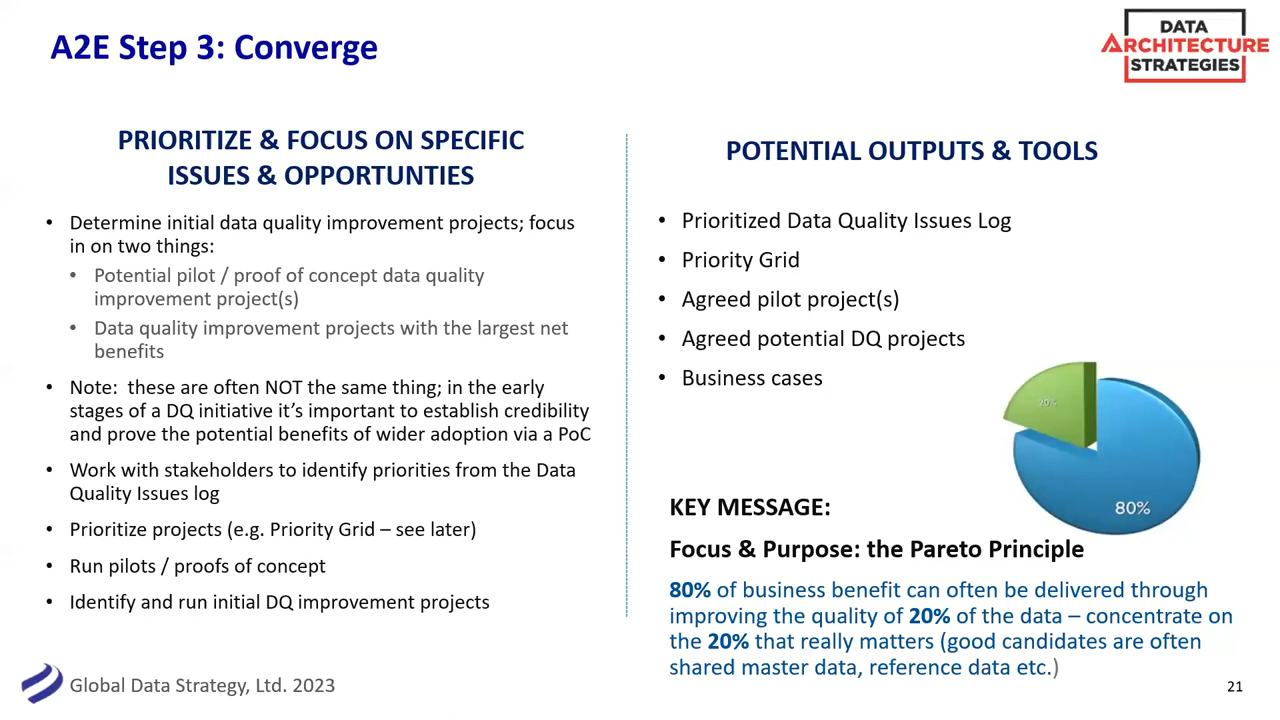 A2E Step 3: Converge
DATA
ARCHITECTURE
STRATEGIES
PRIORITIZE & FOCUS ON SPECIFIC
ISSUES & OPPORTUNTIES
• Determine initial data quality improvement projects; focus
in on two things:
• Potential pilot / proof of concept data quality
improvement project(s)
• Data quality improvement projects with the largest net
benefits
• Note: these are often NOT the same thing; in the early
stages of a DQ initiative it's important to establish credibility
and prove the potential benefits of wider adoption via a PoC
• Work with stakeholders to identify priorities from the Data
Quality Issues log
• Prioritize projects (e.g. Priority Grid – see later)
• Run pilots / proofs of concept
• Identify and run initial DQ improvement projects
POTENTIAL OUTPUTS & TOOLS
• Prioritized Data Quality Issues Log
• Priority Grid
• Agreed pilot project(s)
• Agreed potential DQ projects
• Business cases
20%
80%
KEY MESSAGE:
Focus & Purpose: the Pareto Principle
80% of business benefit can often be delivered through
improving the quality of 20% of the data – concentrate on
the 20% that really matters (good candidates are often
shared master data, reference data etc.)
Global Data Strategy, Ltd. 2023
21